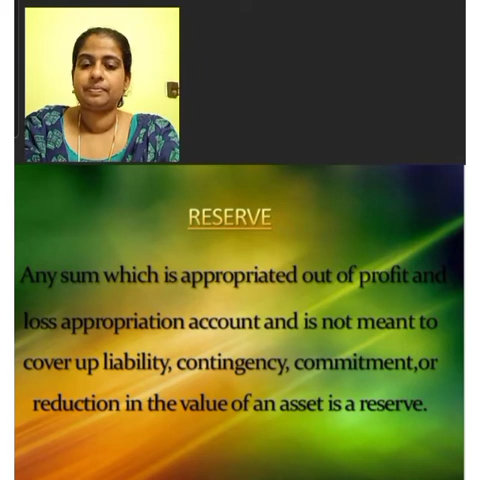 RESERVE
Any sum which is appropriated out of profit and
loss appropriation account and is not meant to
cover up liability, contingency, commitment,or
reduction in the value of an asset is a reserve.